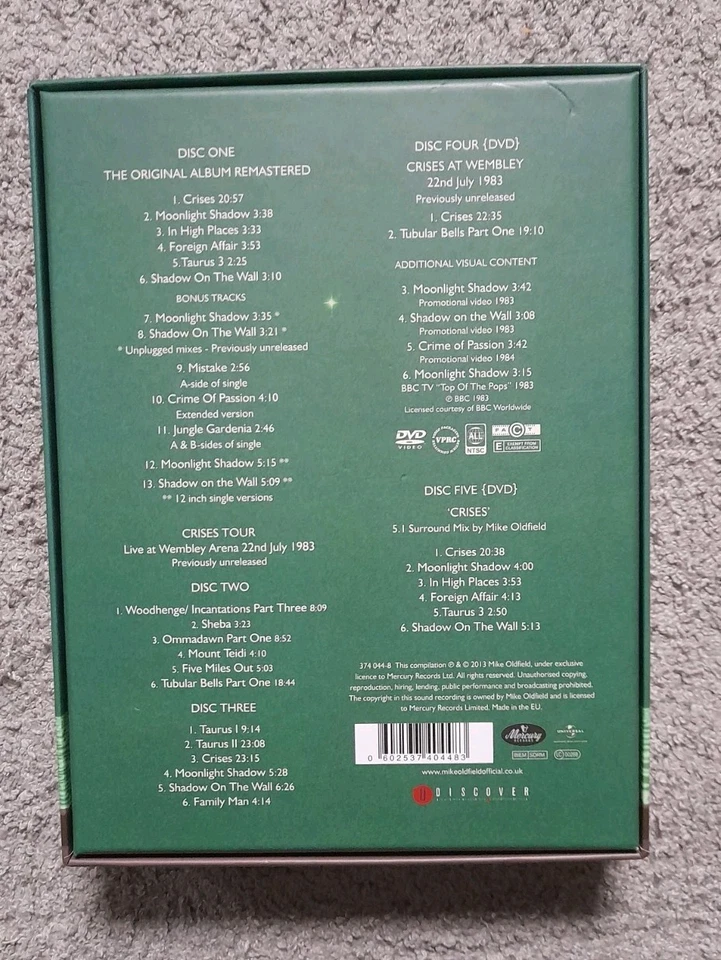 DISC ONE
THE ORIGINAL ALBUM REMASTERED
1. Crises 20:57
2. Moonlight Shadow 3:38
3. In High Places 3:33
4. Foreign Affair 3:53
5.Taurus 3 2:25
6. Shadow On The Wall 3:10
BONUS TRACKS
7. Moonlight Shadow 3:35 *
8. Shadow On The Wall 3:21 *
* Unplugged mixes - Previously unreleased
9. Mistake 2:56
A-side of single
10. Crime Of Passion 4:10
Extended version
11. Jungle Gardenia 2:46
A & B-sides of single
12. Moonlight Shadow 5:15 **
13. Shadow on the Wall 5:09 **
** 12 inch single versions
CRISES TOUR
Live at Wembley Arena 22nd July 1983
Previously unreleased
DISC TWO
1. Woodhenge/ Incantations Part Three 8:09
2. Sheba 3:23
3. Ommadawn Part One 8:52
4. Mount Teidi 4:10
5. Five Miles Out 5:03
6. Tubular Bells Part One 18:44
DISC THREE
1. Taurus I 9:14
2. Taurus II 23:08
3. Crises 23:15
4. Moonlight Shadow 5:28
5. Shadow On The Wall 6:26
6. Family Man 4:14
DISC FOUR {DVD}
CRISES AT WEMBLEY
22nd July 1983
Previously unreleased
1. Crises 22:35
2. Tubular Bells Part One 19:10
ADDITIONAL VISUAL CONTENT
3. Moonlight Shadow 3:42
Promotional video 1983
4. Shadow on the Wall 3:08
Promotional video 1983
5. Crime of Passion 3:42
Promotional video 1984
6. Moonlight Shadow 3:15
BBC TV "Top Of The Pops" 1983
℗ BBC 1983
Licensed courtesy of BBC Worldwide
DVD VIDEO
VPRC
ALL
NTSC
E EXEMPT FROM CLASSIFICATION
DISC FIVE {DVD}
'CRISES'
5.1 Surround Mix by Mike Oldfield
1. Crises 20:38
2. Moonlight Shadow 4:00
3. In High Places 3:53
4. Foreign Affair 4:13
5.Taurus 3 2:50
6. Shadow On The Wall 5:13
374 044-8 This compilation ℗ & © 2013 Mike Oldfield, under exclusive
licence to Mercury Records Ltd. All rights reserved. Unauthorised copying,
reproduction, hiring, lending, public performance and broadcasting prohibited.
The copyright in this sound recording is owned by Mike Oldfield and is licensed
to Mercury Records Limited. Made in the EU.
0 602537 404483
Mercury
RECORDS
UNIVERSAL
BIEM SDRM
LC 00268
www.mikeoldfieldofficial.co.uk
DISCOVER